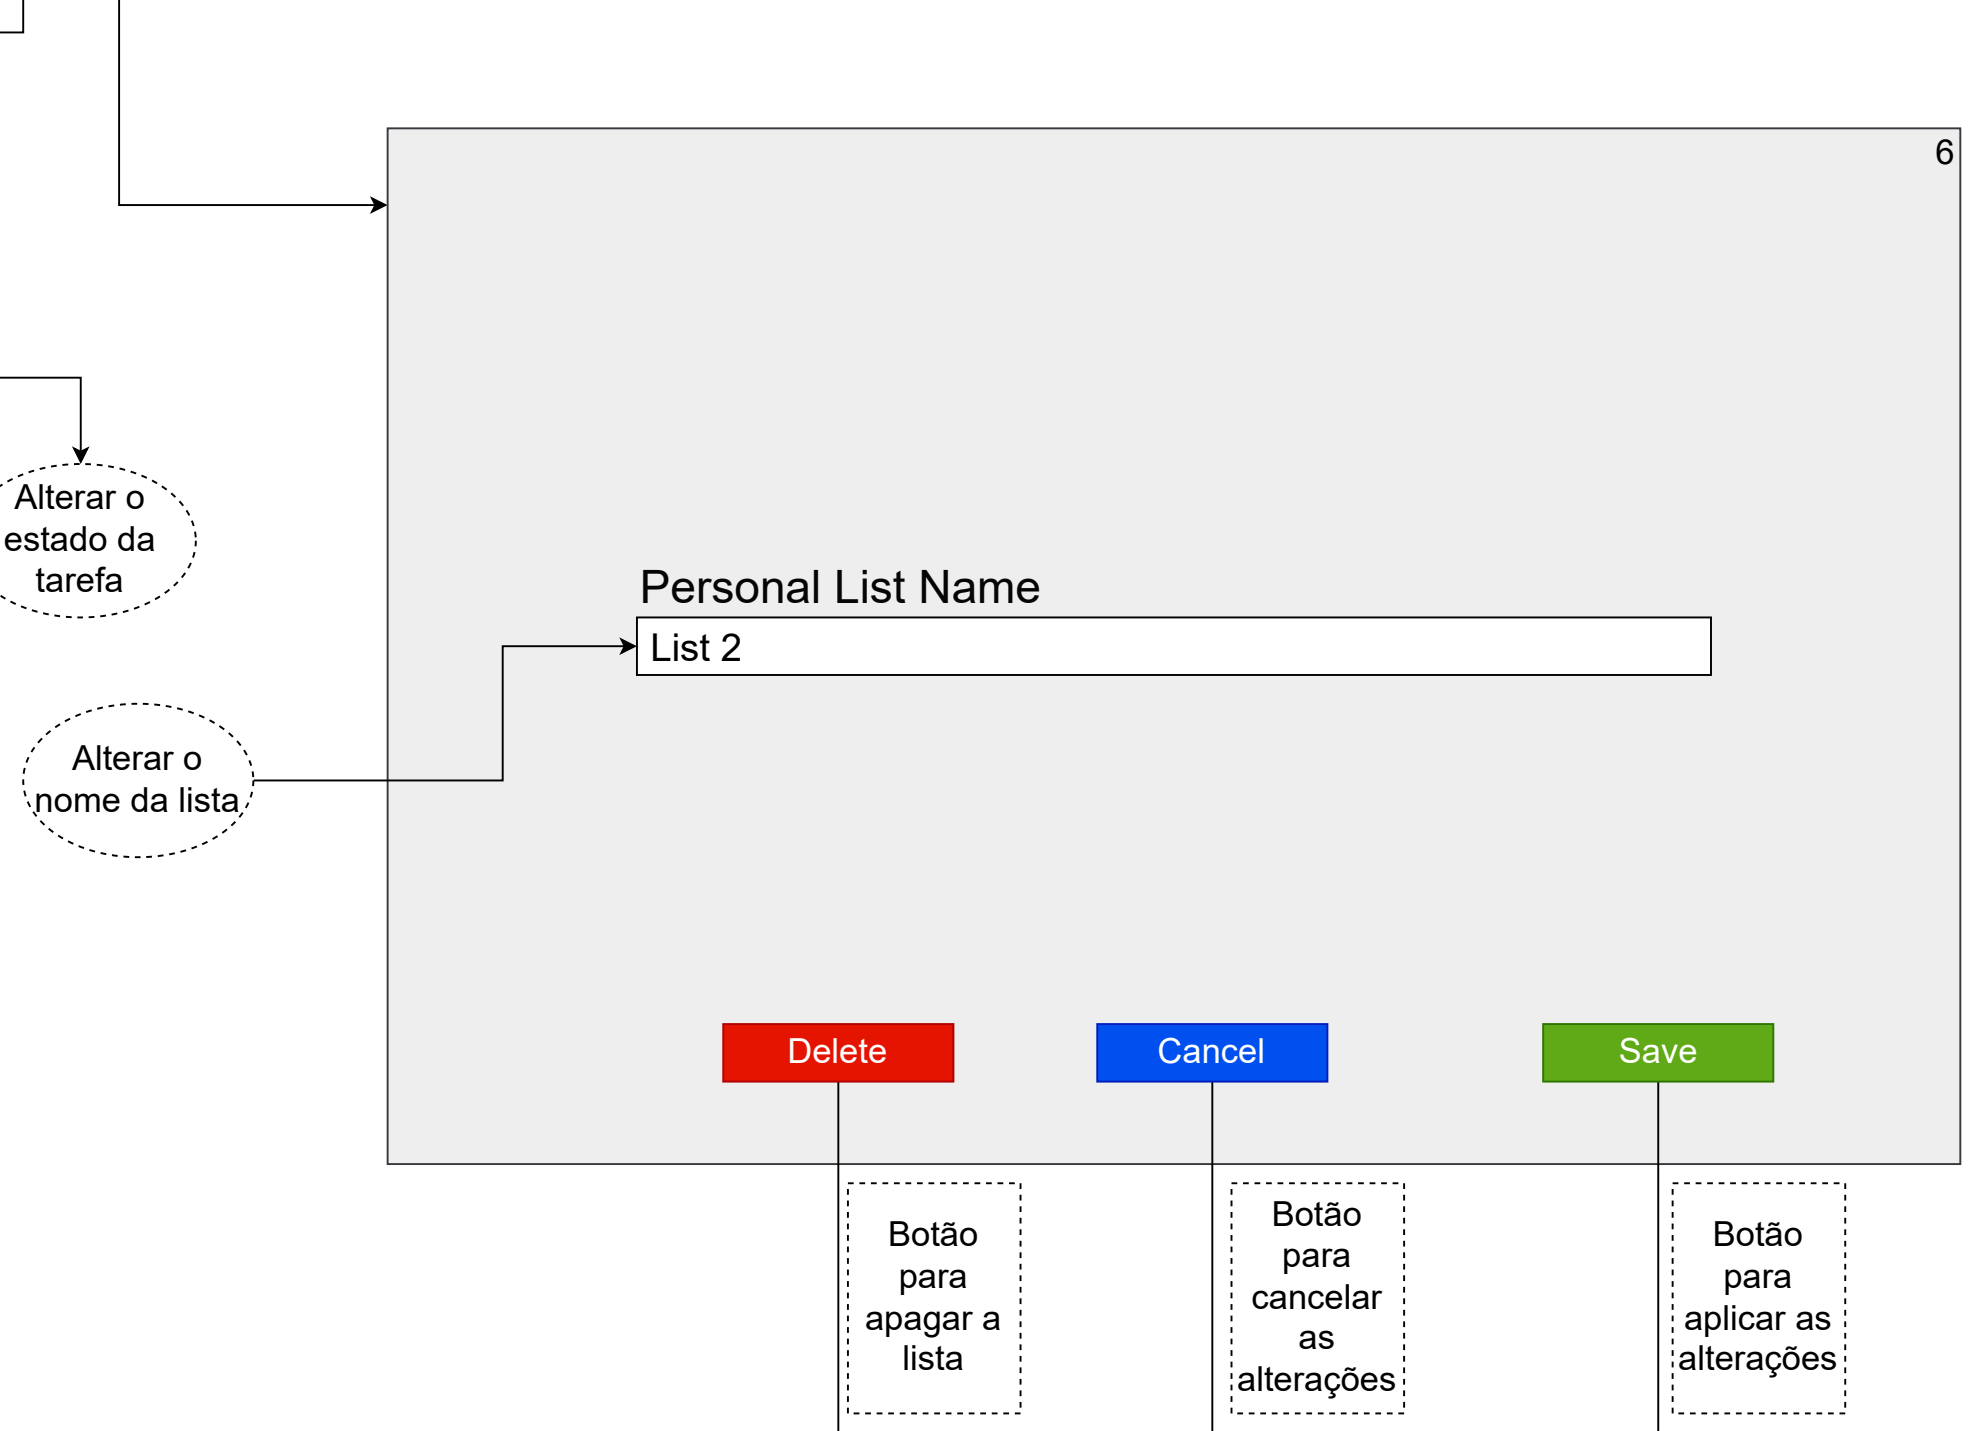 6
Alterar o
estado da
tarefa
Personal List Name
List 2
Alterar o
nome da lista
Delete
Cancel
Save
Botão
para
apagar a
lista
Botão
para
cancelar
as
alterações
Botão
para
aplicar as
alterações